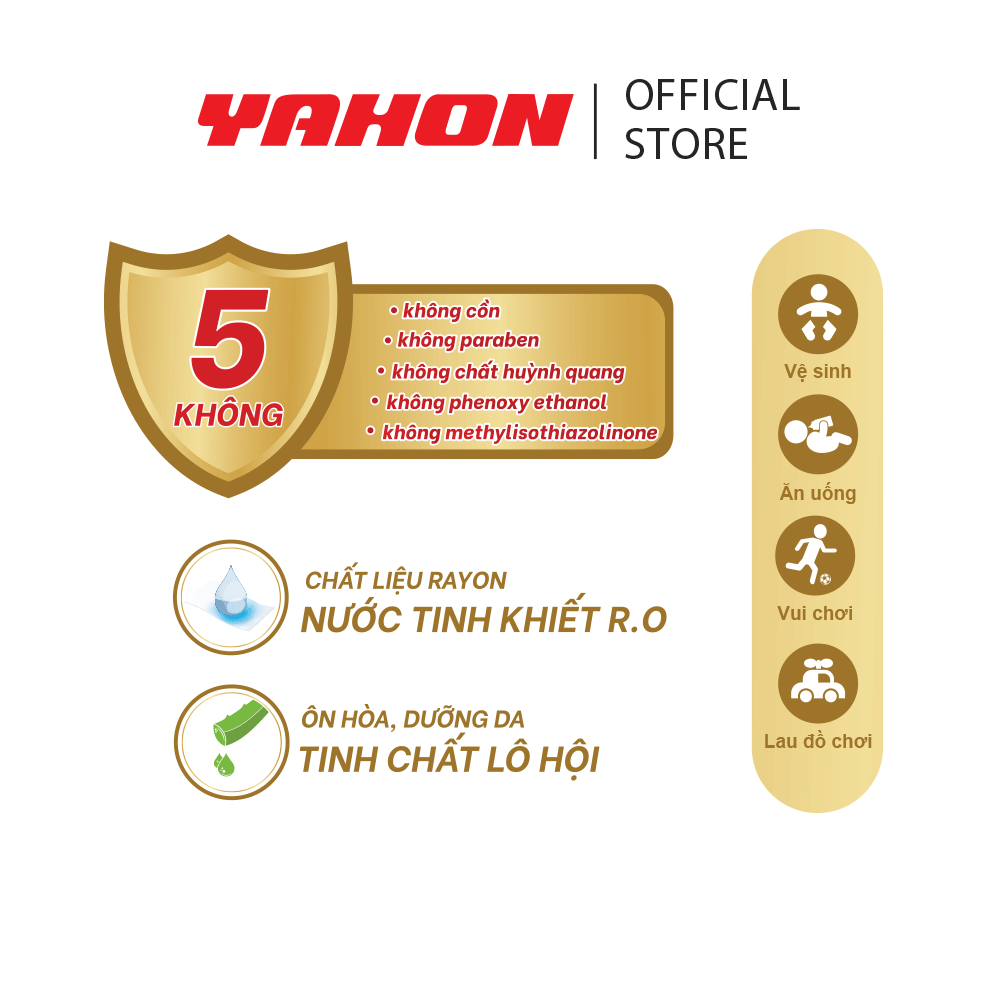 YAHON
OFFICIAL
STORE
5
KHÔNG
• không cồn
• không paraben
• không chất huỳnh quang
• không phenoxy ethanol
• không methylisothiazolinone
CHẤT LIỆU RAYON
NƯỚC TINH KHIẾT R.O
ÔN HÒA, DƯỠNG DA
TINH CHẤT LÔ HỘI
Vệ sinh
Ăn uống
Vui chơi
Lau đồ chơi